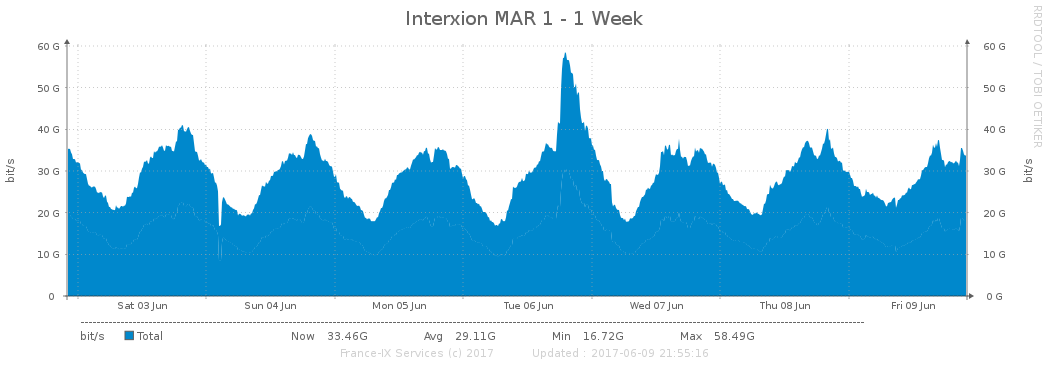 Interxion MAR 1 - 1 Week
RRDTOOL / TOBI OETIKER
bit/s
bit/s
60 G 60 G
50 G 50 G
40 G 40 G
30 G 30 G
20 G 20 G
10 G 10 G
0 0 G
Sat 03 Jun Sun 04 Jun Mon 05 Jun Tue 06 Jun Wed 07 Jun Thu 08 Jun Fri 09 Jun
bit/s Total Now 33.46G Avg 29.11G Min 16.72G Max 58.49G
France-IX Services (c) 2017 Updated : 2017-06-09 21:55:16